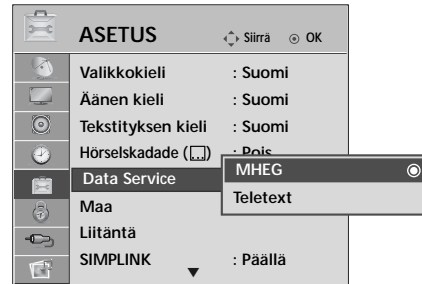 ASETUS Siirrä OK
Valikkokieli : Suomi
Äänen kieli : Suomi
Tekstityksen kieli : Suomi
Hörselskadade ( ) : Pois
Data Service
MHEG
Teletext
Maa
Liitäntä
SIMPLINK : Päällä